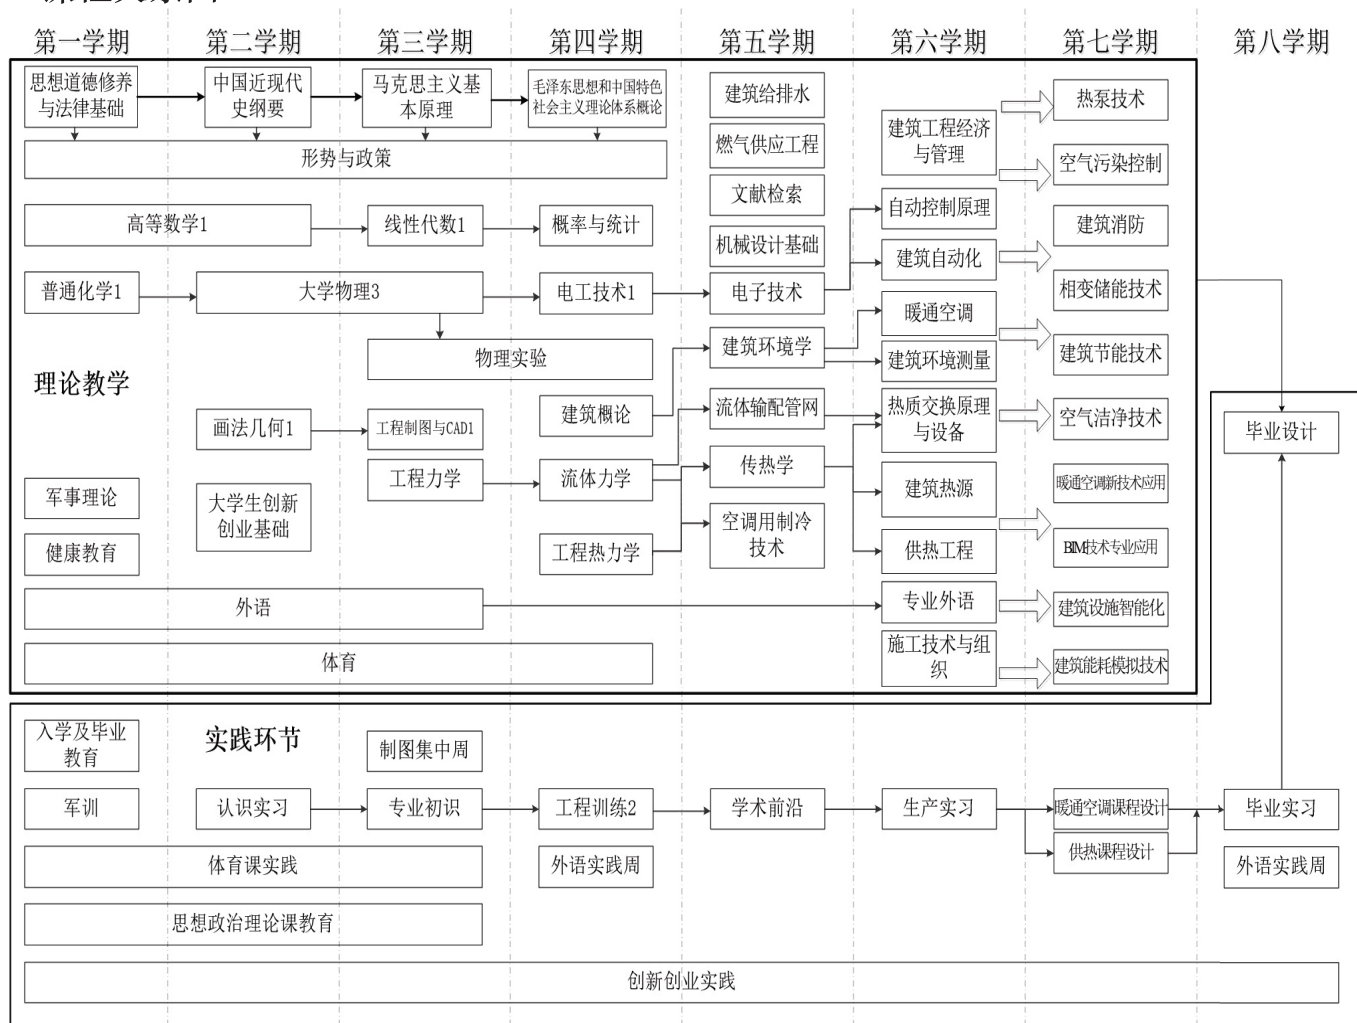 第一学期
第二学期
第三学期
第四学期
第五学期
第六学期
第七学期
第八学期
思想道德修养
与法律基础
中国近现代
史纲要
马克思主义基
本原理
毛泽东思想和中国特色
社会主义理论体系概论
形势与政策
建筑给排水
燃气供应工程
文献检索
机械设计基础
建筑工程经济
与管理
热泵技术
空气污染控制
高等数学1
线性代数1
概率与统计
自动控制原理
建筑消防
建筑自动化
普通化学1
大学物理3
电工技术1
电子技术
相变储能技术
暖通空调
物理实验
建筑环境学
建筑环境测量
建筑节能技术
理论教学
建筑概论
流体输配管网
热质交换原理
与设备
空气洁净技术
毕业设计
画法几何1
工程制图与CAD1
工程力学
流体力学
传热学
建筑热源
暖通空调新技术应用
军事理论
大学生创新
创业基础
空调用制冷
技术
健康教育
工程热力学
供热工程
BIM技术专业应用
外语
专业外语
建筑设施智能化
体育
施工技术与组
织
建筑能耗模拟技术
入学及毕业
教育
实践环节
制图集中周
军训
认识实习
专业初识
工程训练2
学术前沿
生产实习
暖通空调课程设计
毕业实习
体育课实践
外语实践周
供热课程设计
外语实践周
思想政治理论课教育
创新创业实践